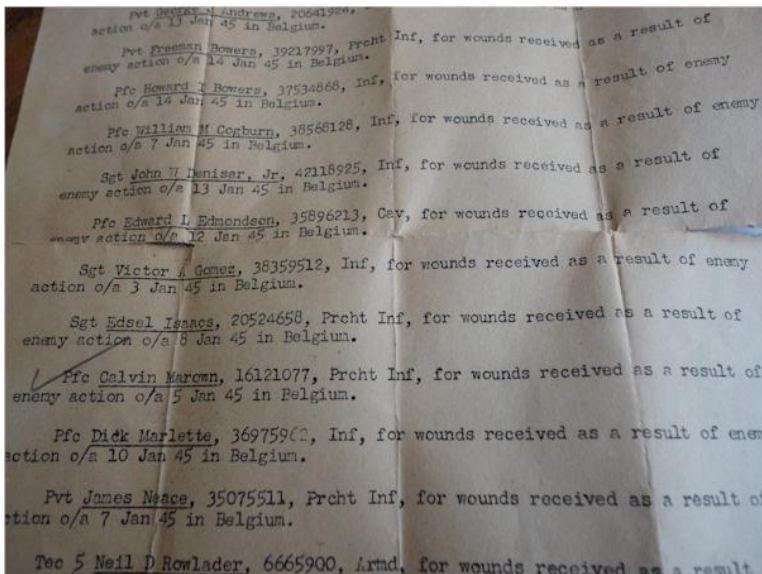 Pvt George Andrews, 20641928,
action o/a 13 Jan 45 in Belgium.
Pvt Freeman Bowers, 39217997, Prcht Inf, for wounds received as a result of
enemy action o/a 14 Jan 45 in Belgium.
Pfc Howard I Bowers, 37534868, Inf, for wounds received as a result of enemy
action o/a 14 Jan 45 in Belgium.
Pfc William M Cogburn, 38568128, Inf, for wounds received as a result of enemy
action o/a 7 Jan 45 in Belgium.
Sgt John W Denisar, Jr, 42118925, Inf, for wounds received as a result of
enemy action o/a 13 Jan 45 in Belgium.
Pfc Edward L Edmondson, 35896213, Cav, for wounds received as a result of
enemy action o/a 12 Jan 45 in Belgium.
Sgt Victor A Gomez, 38359512, Inf, for wounds received as a result of enemy
action o/a 3 Jan 45 in Belgium.
Sgt Edsel Isaacs, 20524658, Prcht Inf, for wounds received as a result of
enemy action o/a 8 Jan 45 in Belgium.
Pfc Calvin Marown, 16121077, Prcht Inf, for wounds received as a result of
enemy action o/a 5 Jan 45 in Belgium.
Pfc Dick Marlette, 36975962, Inf, for wounds received as a result of enem
action o/a 10 Jan 45 in Belgium.
Pvt James Neace, 35075511, Prcht Inf, for wounds received as a result of
ction o/a 7 Jan 45 in Belgium.
Tec 5 Neil D Rowlader, 6665900, Armd, for wounds received as a result